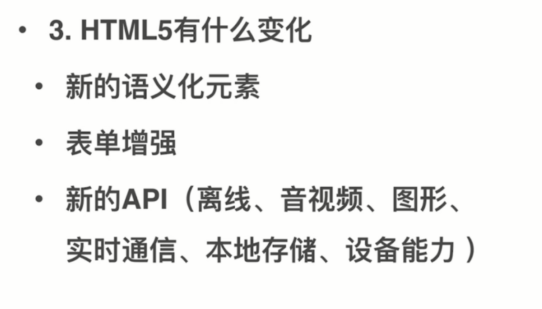 • 3. HTML5有什么变化
• 新的语义化元素
• 表单增强
• 新的API（离线、音视频、图形、
实时通信、本地存储、设备能力 ）